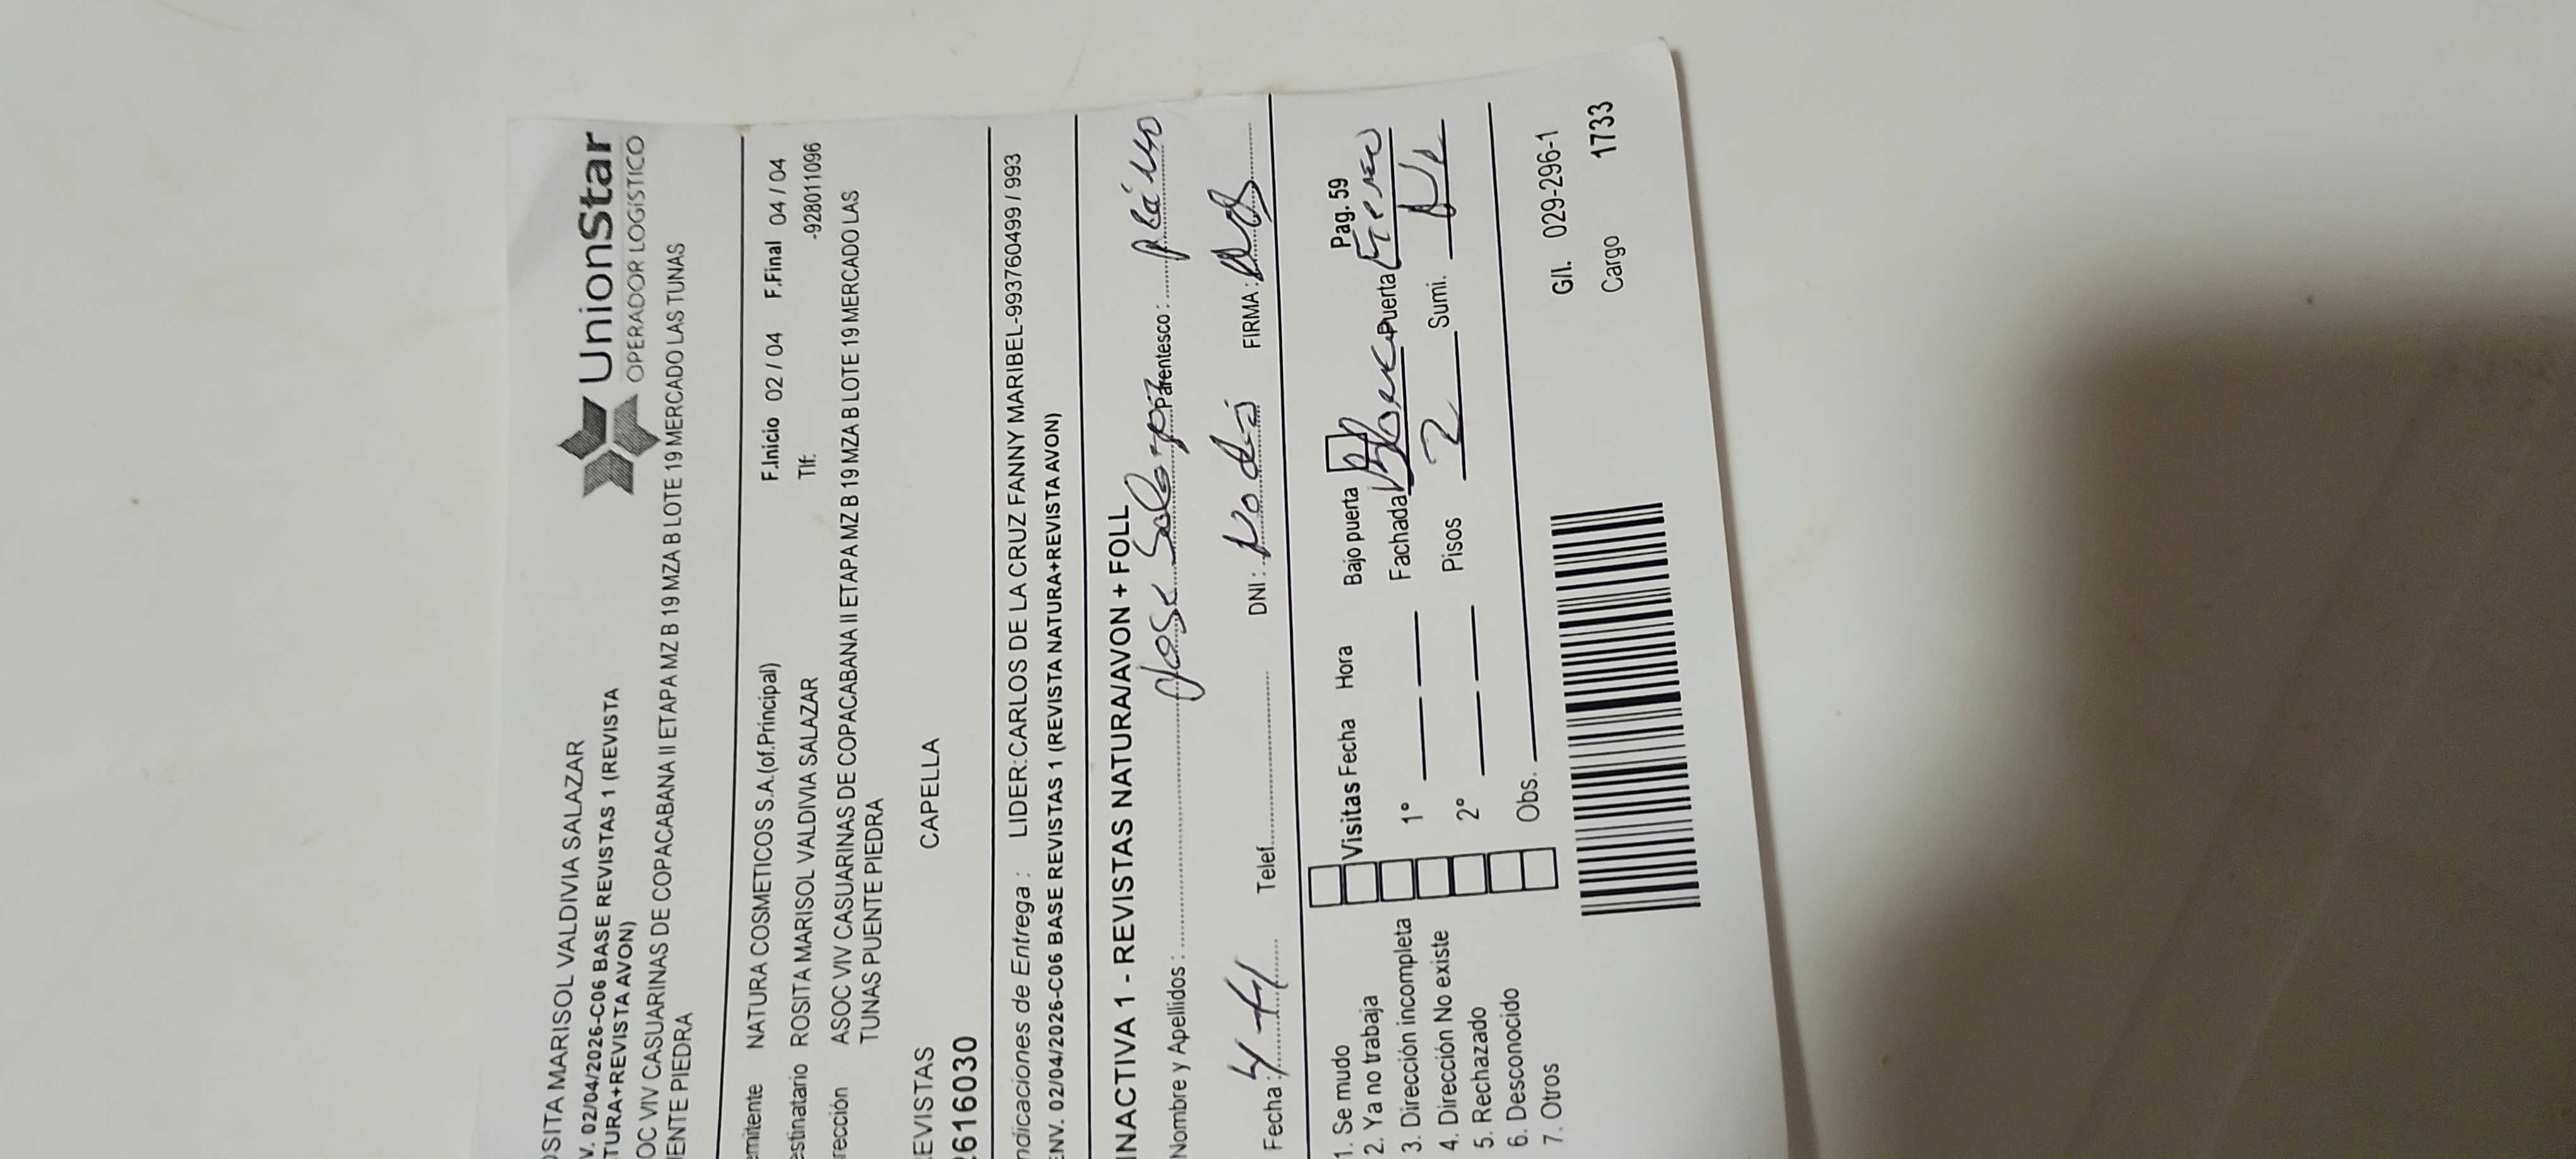 UnionStar
OPERADOR LOGISTICO
OSITA MARISOL VALDIVIA SALAZAR
V. 02/04/2026-C06 BASE REVISTAS 1 (REVISTA
TURA+REVISTA AVON)
OC VIV CASUARINAS DE COPACABANA II ETAPA MZ B 19 MZA B LOTE 19 MERCADO LAS TUNAS
ENTE PIEDRA
emitente NATURA COSMETICOS S.A.(of.Principal) F.Inicio 02 / 04 F.Final 04 / 04
estinatario ROSITA MARISOL VALDIVIA SALAZAR Tlf: -928011096
rección ASOC VIV CASUARINAS DE COPACABANA II ETAPA MZ B 19 MZA B LOTE 19 MERCADO LAS
TUNAS PUENTE PIEDRA
EVISTAS CAPELLA
2616030
ndicaciones de Entrega : LIDER:CARLOS DE LA CRUZ FANNY MARIBEL-993760499 / 993
ENV. 02/04/2026-C06 BASE REVISTAS 1 (REVISTA NATURA+REVISTA AVON)
INACTIVA 1 - REVISTAS NATURA/AVON + FOLL
Nombre y Apellidos : Jose Salazar Parentesco :
Fecha : 4-4 Telef. DNI : FIRMA :
1. Se mudo
2. Ya no trabaja
3. Dirección incompleta
4. Dirección No existe
5. Rechazado
6. Desconocido
7. Otros
Visitas Fecha Hora Bajo puerta Pag. 59
1° Fachada Puerta
2° Pisos 2 Sumi.
Obs.
G/I. 029-296-1
Cargo 1733